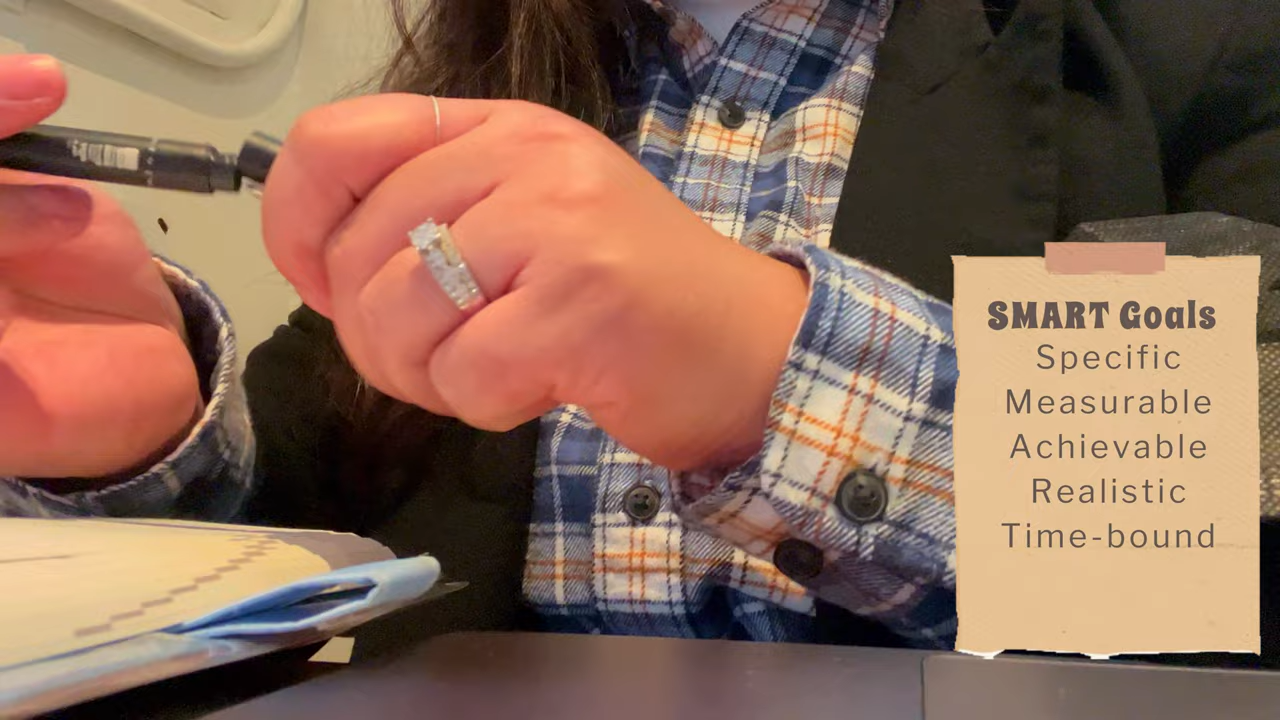 SMART Goals
Specific
Measurable
Achievable
Realistic
Time-bound